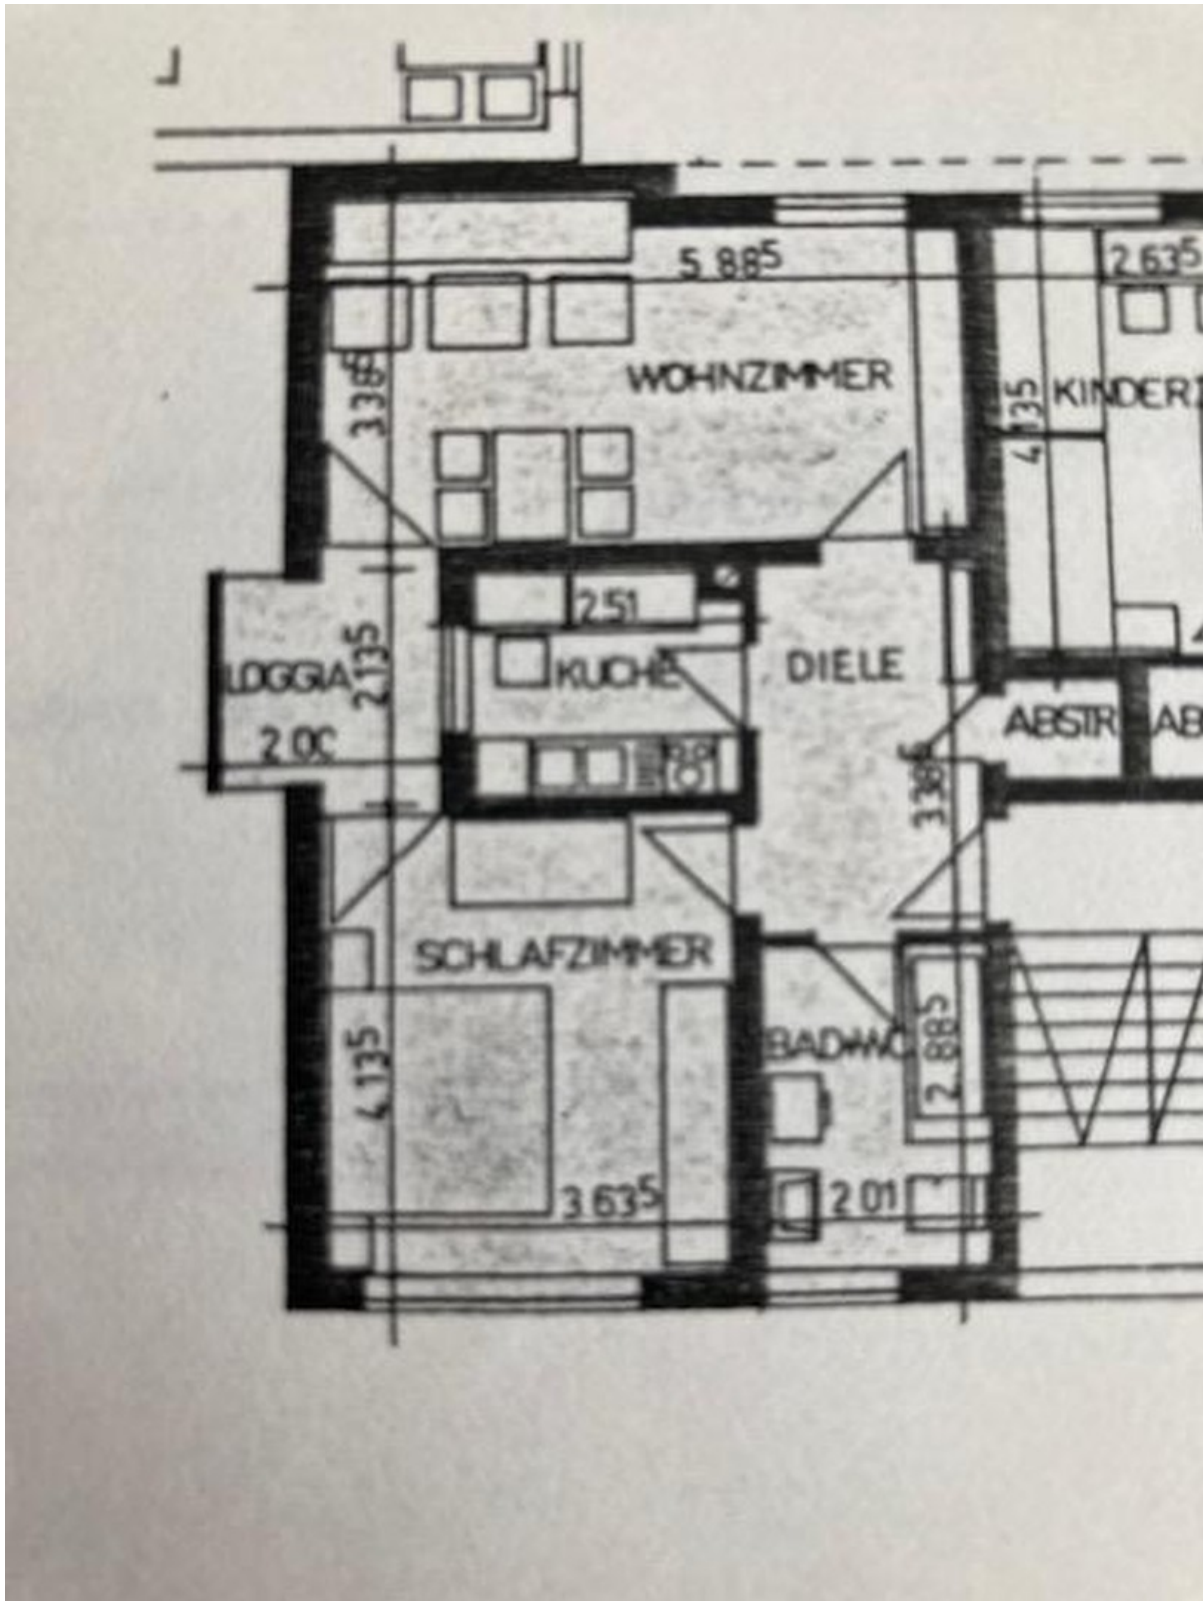 5 88⁵
2 63⁵
WOHNZIMMER
3 38⁵
4 135
KINDERZ
2 51
LOGGIA
2 135
KÜCHE
DIELE
ABSTR
AB
2 00
3 38⁵
SCHLAFZIMMER
BAD+WC
2 88⁵
4 135
3 63⁵
2 01